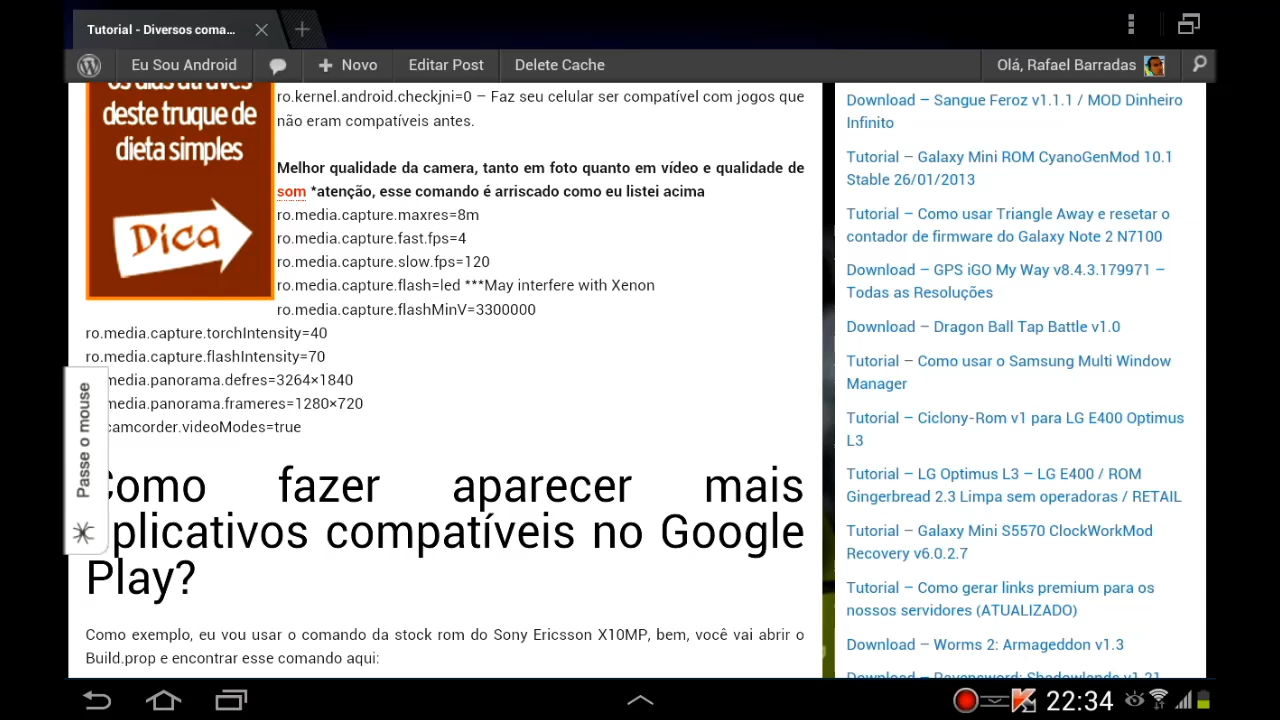 Tutorial - Diversos coma...
Eu Sou Android
Novo
Editar Post
Delete Cache
Olá, Rafael Barradas
os dias através
deste truque de
dieta simples
Dica
ro.kernel.android.checkjni=0 – Faz seu celular ser compatível com jogos que
não eram compatíveis antes.
Melhor qualidade da camera, tanto em foto quanto em vídeo e qualidade de
som *atenção, esse comando é arriscado como eu listei acima
ro.media.capture.maxres=8m
ro.media.capture.fast.fps=4
ro.media.capture.slow.fps=120
ro.media.capture.flash=led ***May interfere with Xenon
ro.media.capture.flashMinV=3300000
ro.media.capture.torchIntensity=40
ro.media.capture.flashIntensity=70
media.panorama.defres=3264×1840
media.panorama.frameres=1280×720
camcorder.videoModes=true
Passe o mouse
Como fazer aparecer mais
aplicativos compatíveis no Google
Play?
Como exemplo, eu vou usar o comando da stock rom do Sony Ericsson X10MP, bem, você vai abrir o
Build.prop e encontrar esse comando aqui:
Download – Sangue Feroz v1.1.1 / MOD Dinheiro
Infinito
Tutorial – Galaxy Mini ROM CyanoGenMod 10.1
Stable 26/01/2013
Tutorial – Como usar Triangle Away e resetar o
contador de firmware do Galaxy Note 2 N7100
Download – GPS iGO My Way v8.4.3.179971 –
Todas as Resoluções
Download – Dragon Ball Tap Battle v1.0
Tutorial – Como usar o Samsung Multi Window
Manager
Tutorial – Ciclony-Rom v1 para LG E400 Optimus
L3
Tutorial – LG Optimus L3 – LG E400 / ROM
Gingerbread 2.3 Limpa sem operadoras / RETAIL
Tutorial – Galaxy Mini S5570 ClockWorkMod
Recovery v6.0.2.7
Tutorial – Como gerar links premium para os
nossos servidores (ATUALIZADO)
Download – Worms 2: Armageddon v1.3
Download – Ravensword: Shadowlands v1.21
22:34